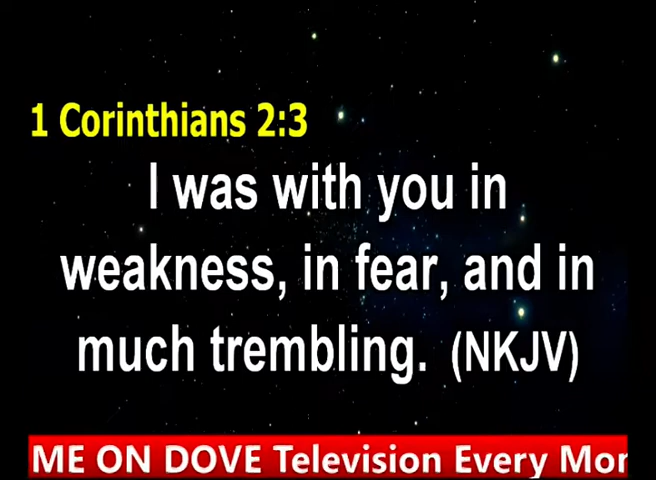 1 Corinthians 2:3
I was with you in
weakness, in fear, and in
much trembling. (NKJV)
ME ON DOVE Television Every